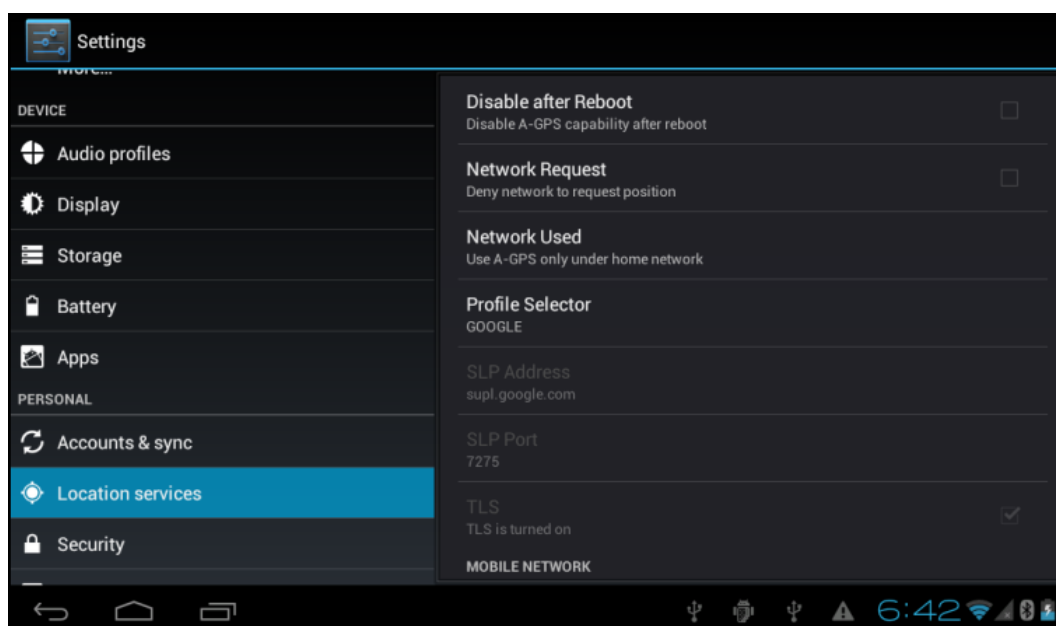 Settings
More...
DEVICE
Audio profiles
Display
Storage
Battery
Apps
PERSONAL
Accounts & sync
Location services
Security
Disable after Reboot
Disable A-GPS capability after reboot
Network Request
Deny network to request position
Network Used
Use A-GPS only under home network
Profile Selector
GOOGLE
SLP Address
supl.google.com
SLP Port
7275
TLS
TLS is turned on
MOBILE NETWORK
6:42